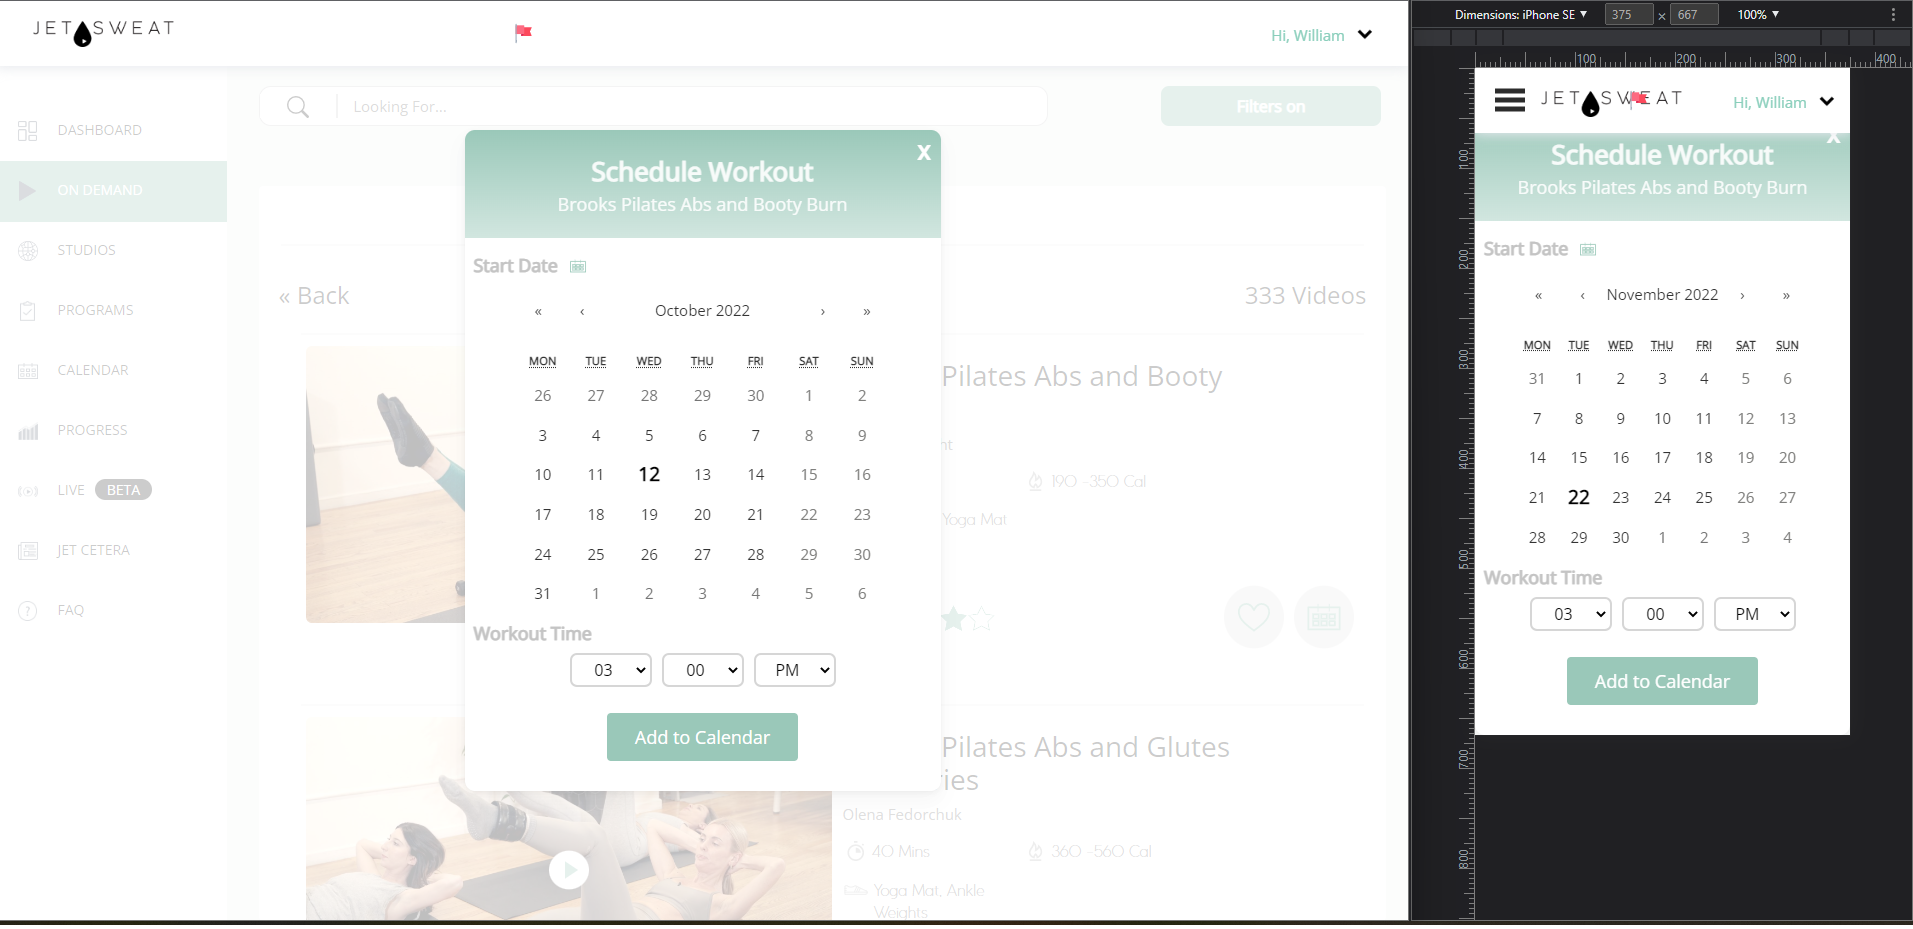 JET SWEAT
Hi, William
Looking For...
Filters on
DASHBOARD
ON DEMAND
STUDIOS
PROGRAMS
CALENDAR
PROGRESS
LIVE BETA
JET CETERA
FAQ
« Back
333 Videos
Schedule Workout
X
Brooks Pilates Abs and Booty Burn
Start Date
« ‹ October 2022 › »
MON TUE WED THU FRI SAT SUN
26 27 28 29 30 1 2
3 4 5 6 7 8 9
10 11 12 13 14 15 16
17 18 19 20 21 22 23
24 25 26 27 28 29 30
31 1 2 3 4 5 6
Workout Time
03 00 PM
Add to Calendar
Pilates Abs and Booty
ht
190 -350 Cal
Yoga Mat
Pilates Abs and Glutes
ies
Olena Fedorchuk
40 Mins
360 -560 Cal
Yoga Mat, Ankle
Weights
Dimensions: iPhone SE ▼ 375 × 667 100% ▼
100 200 300 400
100
200
300
400
500
600
700
800
JET SWEAT
Hi, William
X
Schedule Workout
Brooks Pilates Abs and Booty Burn
Start Date
« ‹ November 2022 › »
MON TUE WED THU FRI SAT SUN
31 1 2 3 4 5 6
7 8 9 10 11 12 13
14 15 16 17 18 19 20
21 22 23 24 25 26 27
28 29 30 1 2 3 4
Workout Time
03 00 PM
Add to Calendar